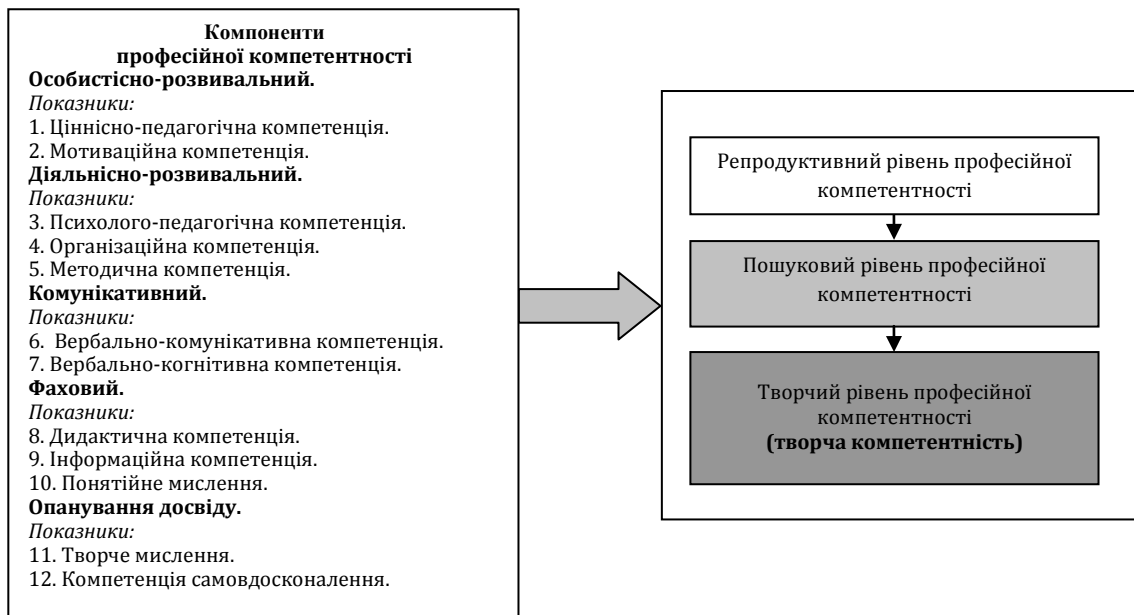 Компоненти
професійної компетентності
Особистісно-розвивальний.
Показники:
1. Ціннісно-педагогічна компетенція.
2. Мотиваційна компетенція.
Діяльнісно-розвивальний.
Показники:
3. Психолого-педагогічна компетенція.
4. Організаційна компетенція.
5. Методична компетенція.
Комунікативний.
Показники:
6. Вербально-комунікативна компетенція.
7. Вербально-когнітивна компетенція.
Фаховий.
Показники:
8. Дидактична компетенція.
9. Інформаційна компетенція.
10. Понятійне мислення.
Опанування досвіду.
Показники:
11. Творче мислення.
12. Компетенція самовдосконалення.
Репродуктивний рівень професійної
компетентності
Пошуковий рівень професійної
компетентності
Творчий рівень професійної
компетентності
(творча компетентність)